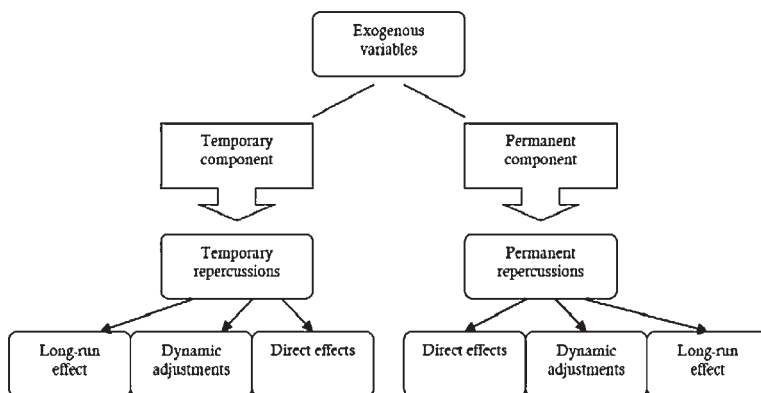 Exogenous
variables
Temporary
component
Permanent
component
Temporary
repercussions
Permanent
repercussions
Long-run
effect
Dynamic
adjustments
Direct effects
Direct effects
Dynamic
adjustments
Long-run
effect